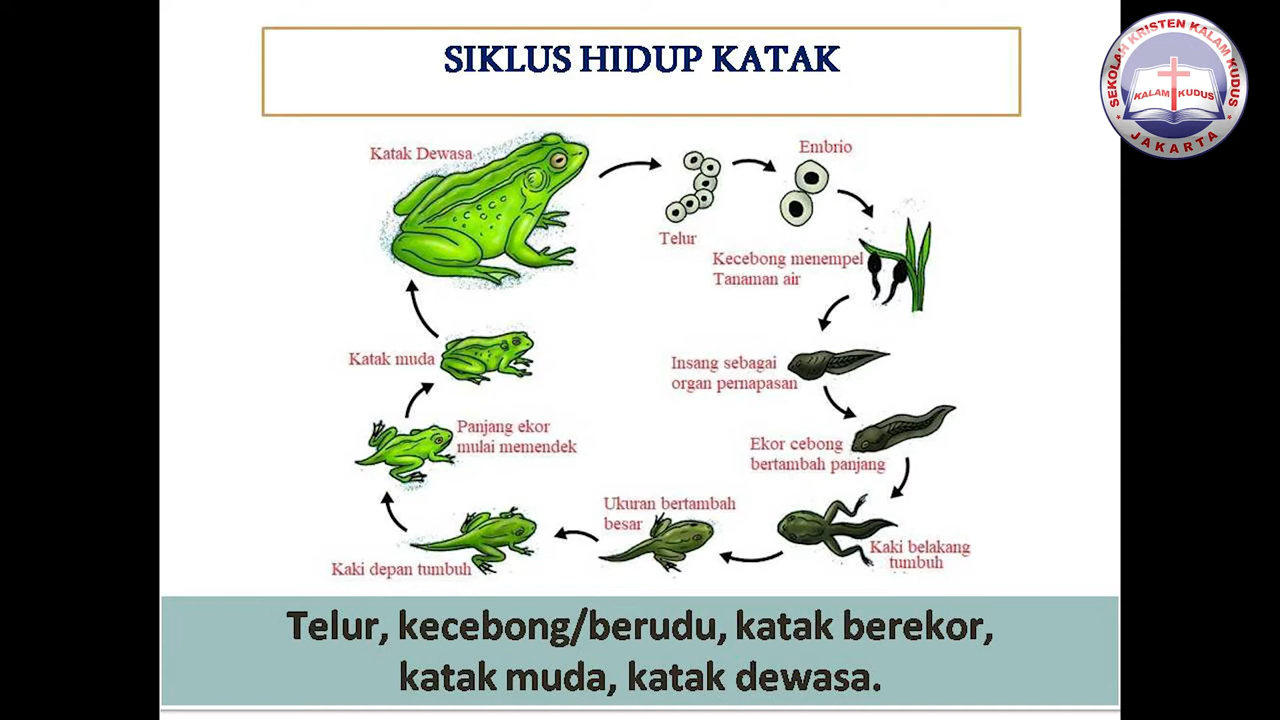 SIKLUS HIDUP KATAK
SEKOLAH KRISTEN KALAM KUDUS
KALAM KUDUS
JAKARTA
Katak Dewasa
Embrio
Telur
Kecebong menempel
Tanaman air
Katak muda
Insang sebagai
organ pernapasan
Panjang ekor
mulai memendek
Ekor cebong
bertambah panjang
Ukuran bertambah
besar
Kaki belakang
tumbuh
Kaki depan tumbuh
Telur, kecebong/berudu, katak berekor,
katak muda, katak dewasa.